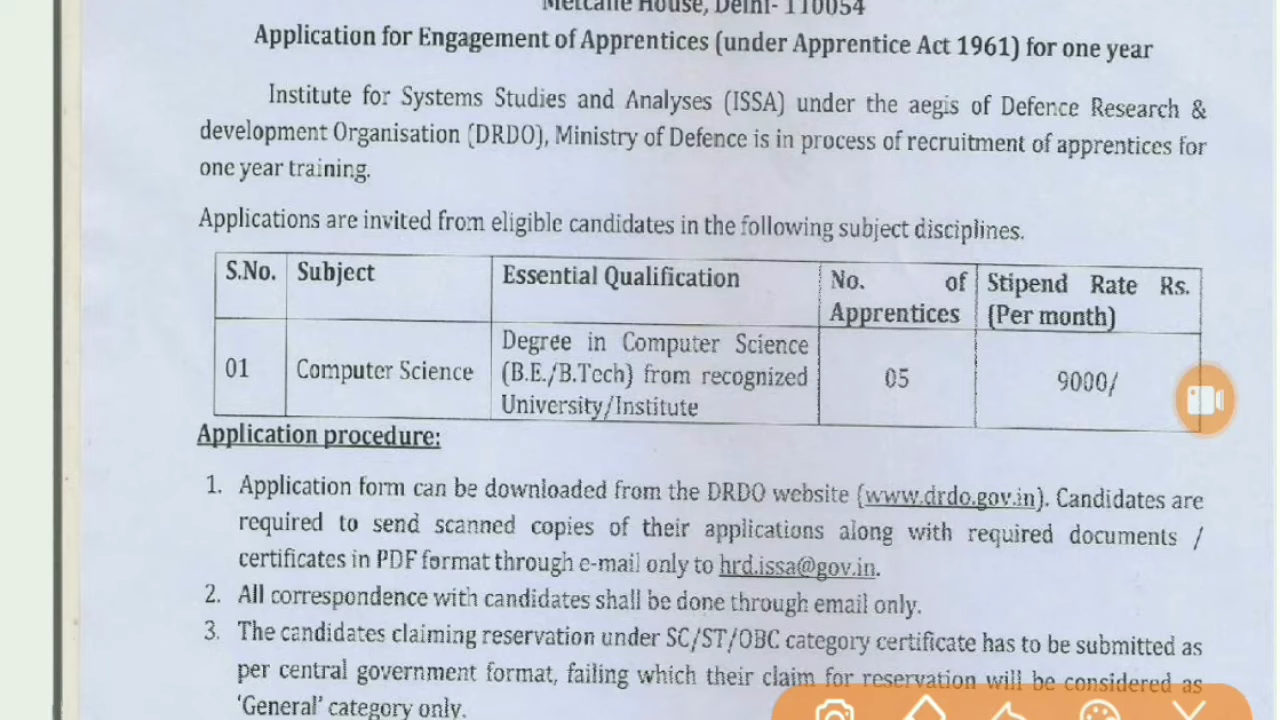 Metcalfe House, Delhi- 110054
Application for Engagement of Apprentices (under Apprentice Act 1961) for one year
Institute for Systems Studies and Analyses (ISSA) under the aegis of Defence Research &
development Organisation (DRDO), Ministry of Defence is in process of recruitment of apprentices for
one year training.
Applications are invited from eligible candidates in the following subject disciplines.
S.No. Subject Essential Qualification No. of Stipend Rate Rs.
Apprentices (Per month)
Degree in Computer Science
01 Computer Science (B.E./B.Tech) from recognized 05 9000/
University/Institute
Application procedure:
1. Application form can be downloaded from the DRDO website (www.drdo.gov.in). Candidates are
required to send scanned copies of their applications along with required documents /
certificates in PDF format through e-mail only to hrd.issa@gov.in.
2. All correspondence with candidates shall be done through email only.
3. The candidates claiming reservation under SC/ST/OBC category certificate has to be submitted as
per central government format, failing which their claim for reservation will be considered as
'General' category only.